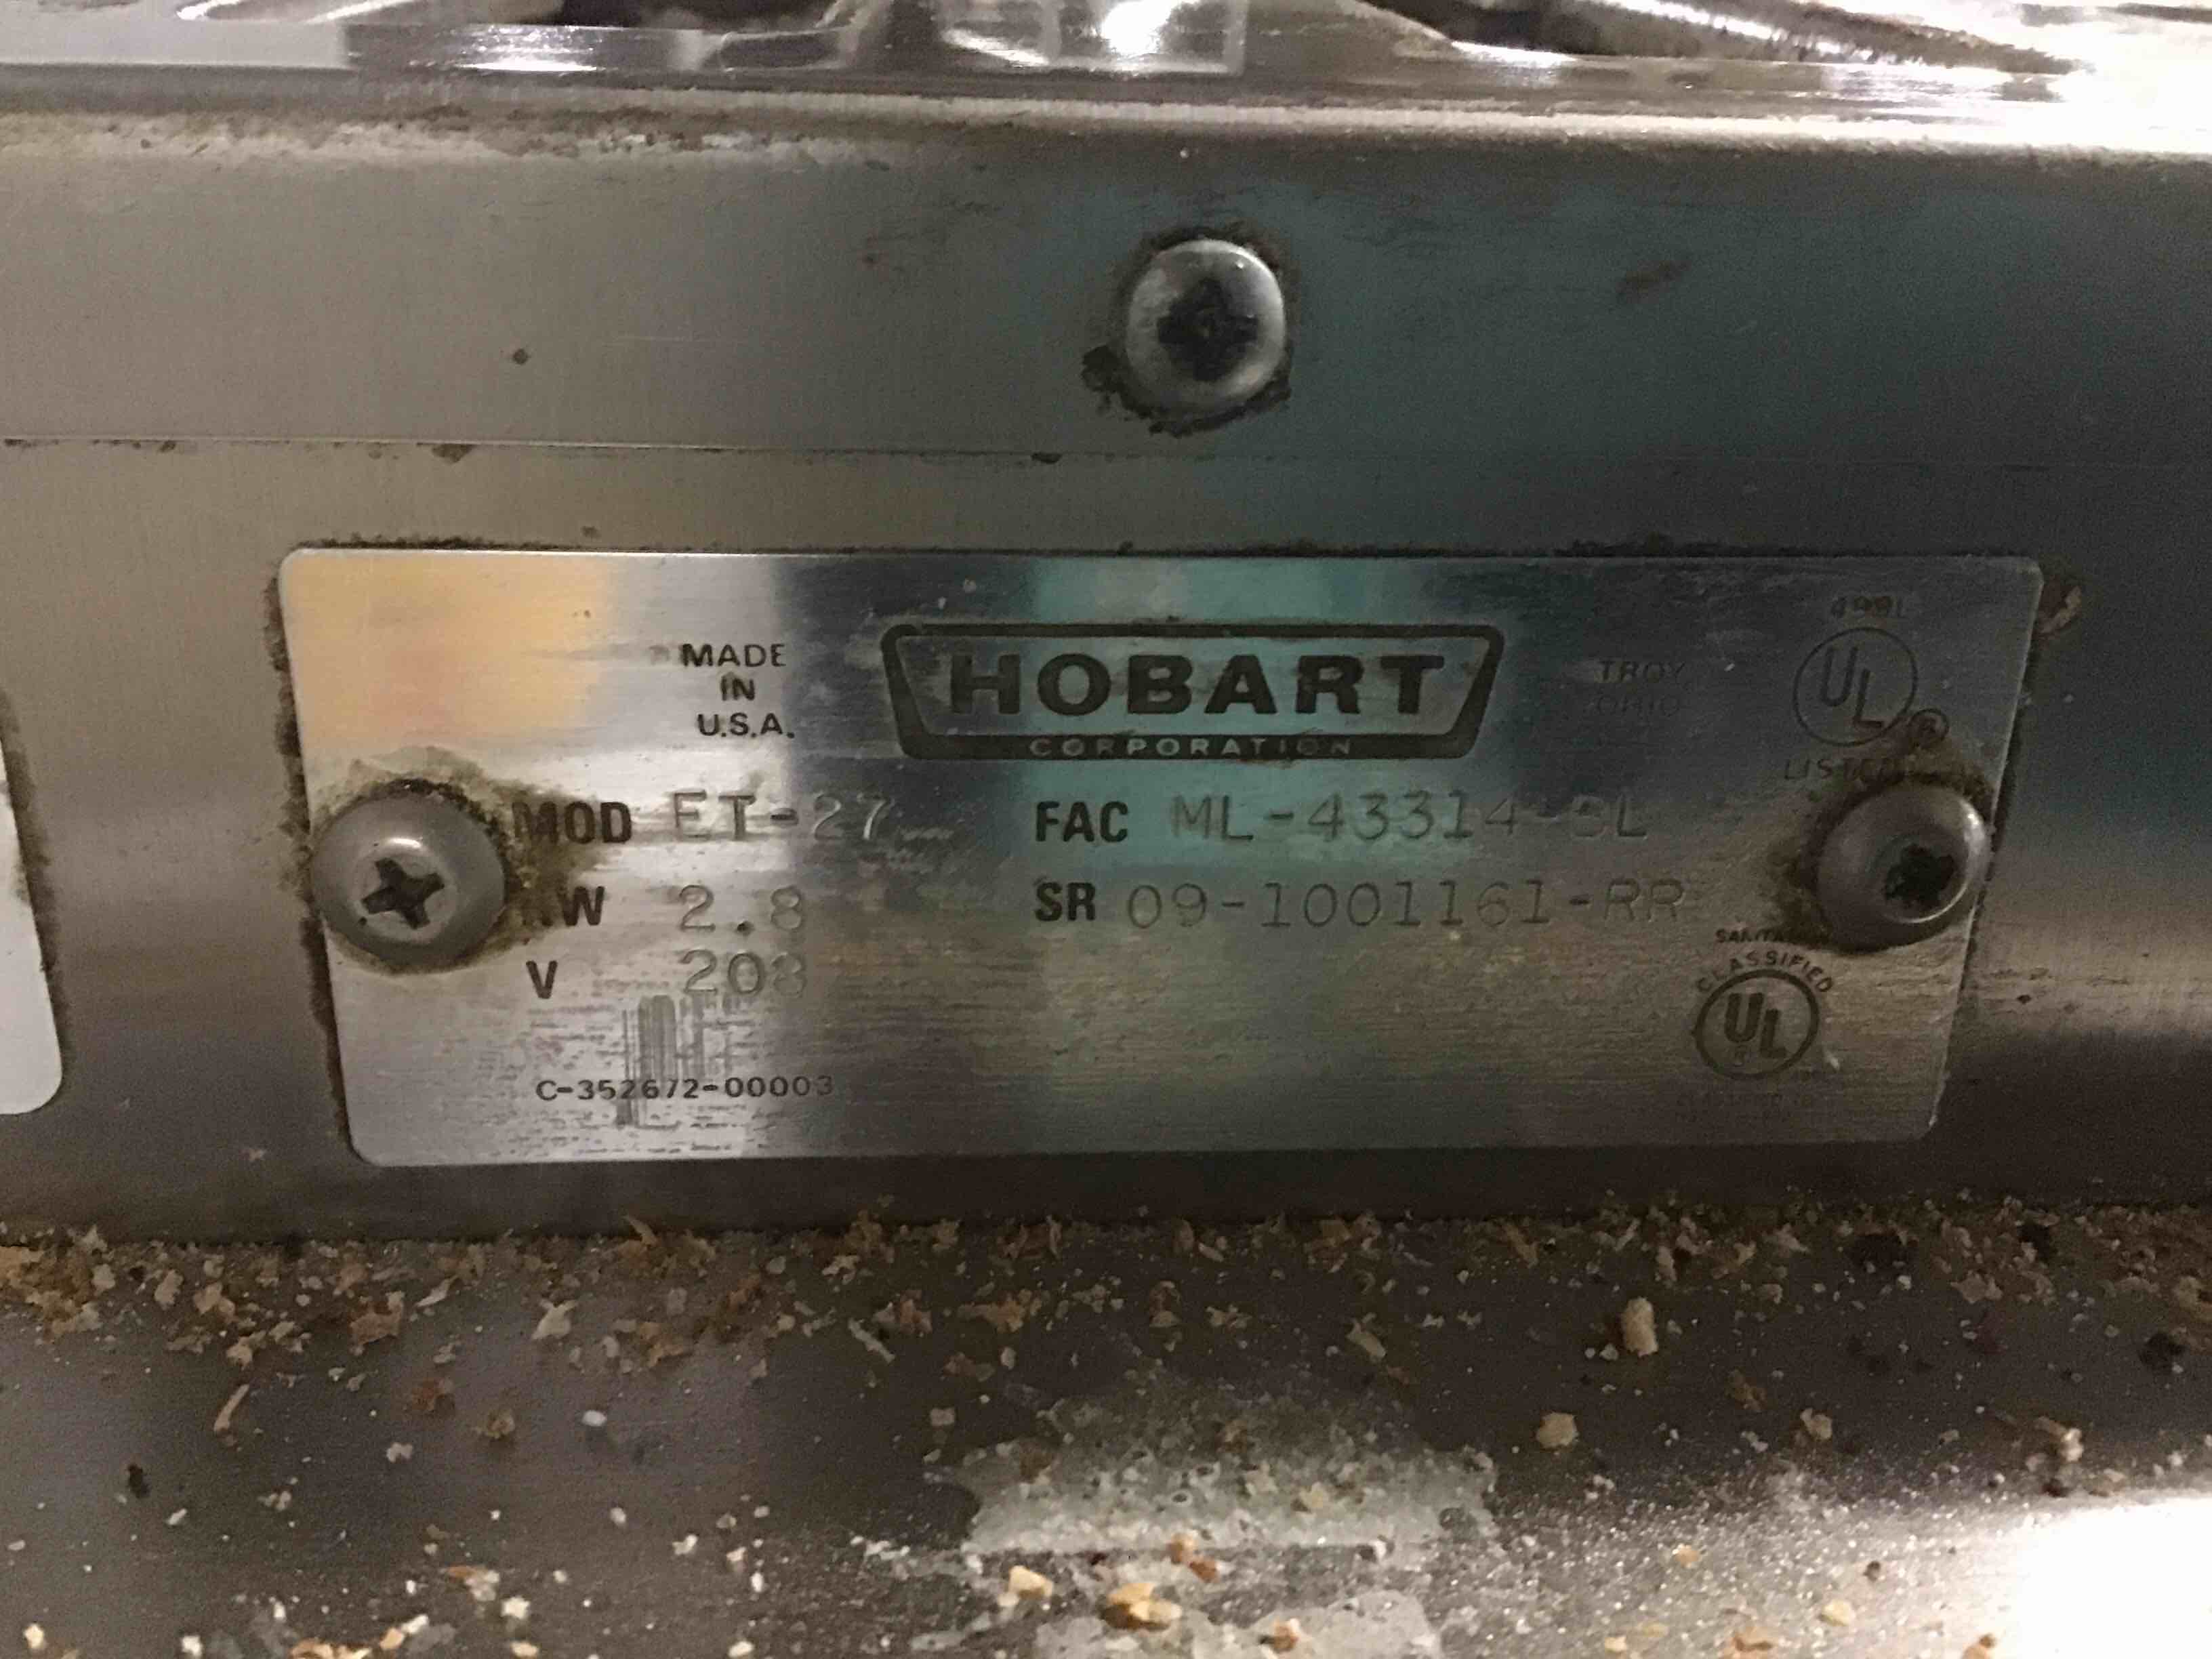 MADE
IN
U.S.A.
HOBART
CORPORATION
TROY
OHIO
UL
®
MOD ET-27
FAC ML-43314
W 2.8
SR 09-1001161-RR
V 208
CLASSIFIED
UL
C-352672-00003